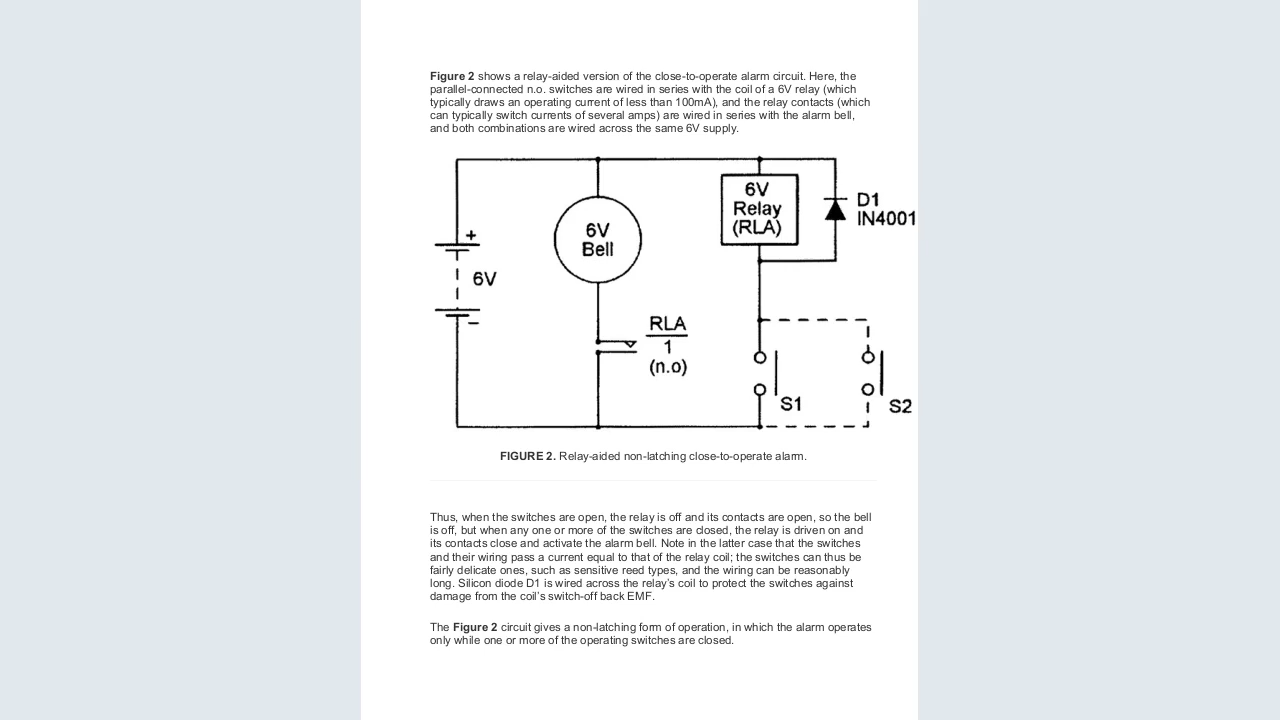 Figure 2 shows a relay-aided version of the close-to-operate alarm circuit. Here, the
parallel-connected n.o. switches are wired in series with the coil of a 6V relay (which
typically draws an operating current of less than 100mA), and the relay contacts (which
can typically switch currents of several amps) are wired in series with the alarm bell,
and both combinations are wired across the same 6V supply.
6V
Relay
(RLA)
D1
IN4001
+
6V
Bell
6V
−
RLA
1
(n.o)
S1
S2
FIGURE 2. Relay-aided non-latching close-to-operate alarm.
Thus, when the switches are open, the relay is off and its contacts are open, so the bell
is off, but when any one or more of the switches are closed, the relay is driven on and
its contacts close and activate the alarm bell. Note in the latter case that the switches
and their wiring pass a current equal to that of the relay coil; the switches can thus be
fairly delicate ones, such as sensitive reed types, and the wiring can be reasonably
long. Silicon diode D1 is wired across the relay's coil to protect the switches against
damage from the coil's switch-off back EMF.
The Figure 2 circuit gives a non-latching form of operation, in which the alarm operates
only while one or more of the operating switches are closed.